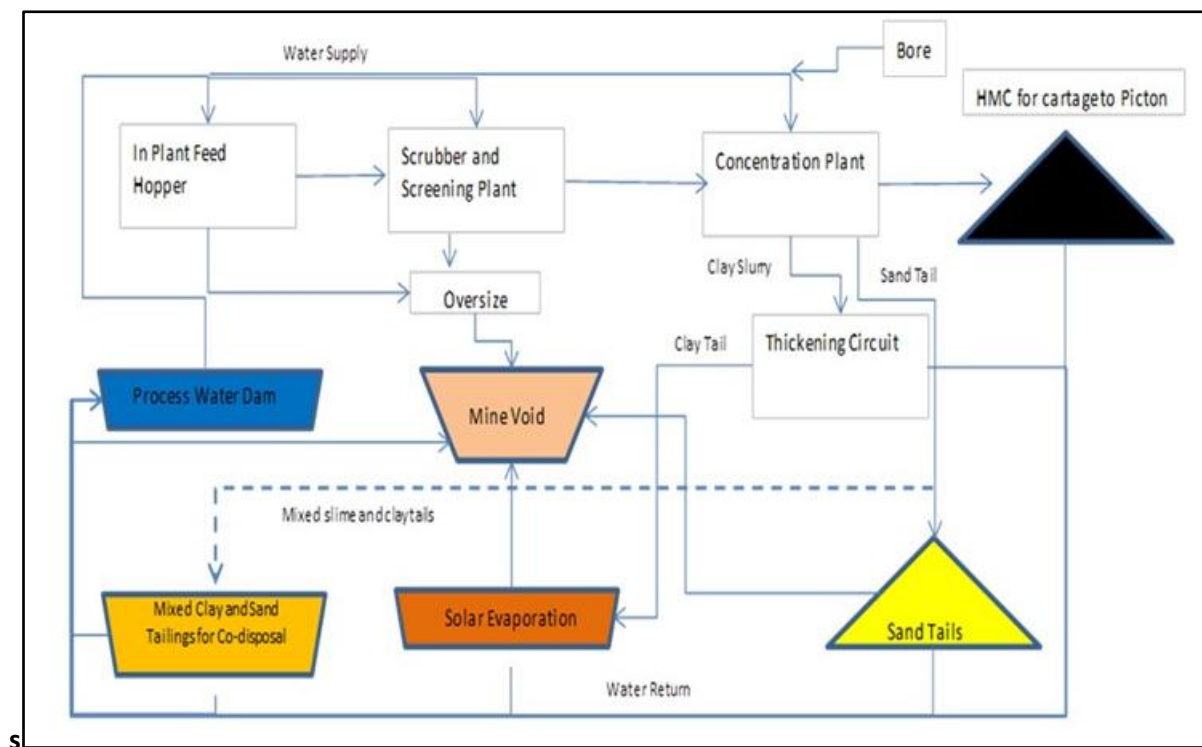 Water Supply
Bore
HMC for cartageto Picton
In Plant Feed
Hopper
Scrubber and
Screening Plant
Concentration Plant
Clay Slurry
Sand Tail
Oversize
Clay Tail
Thickening Circuit
Process Water Dam
Mine Void
Mixed slime and claytails
Mixed Clay and Sand
Tailings for Co-disposal
Solar Evaporation
Sand Tails
Water Return
s